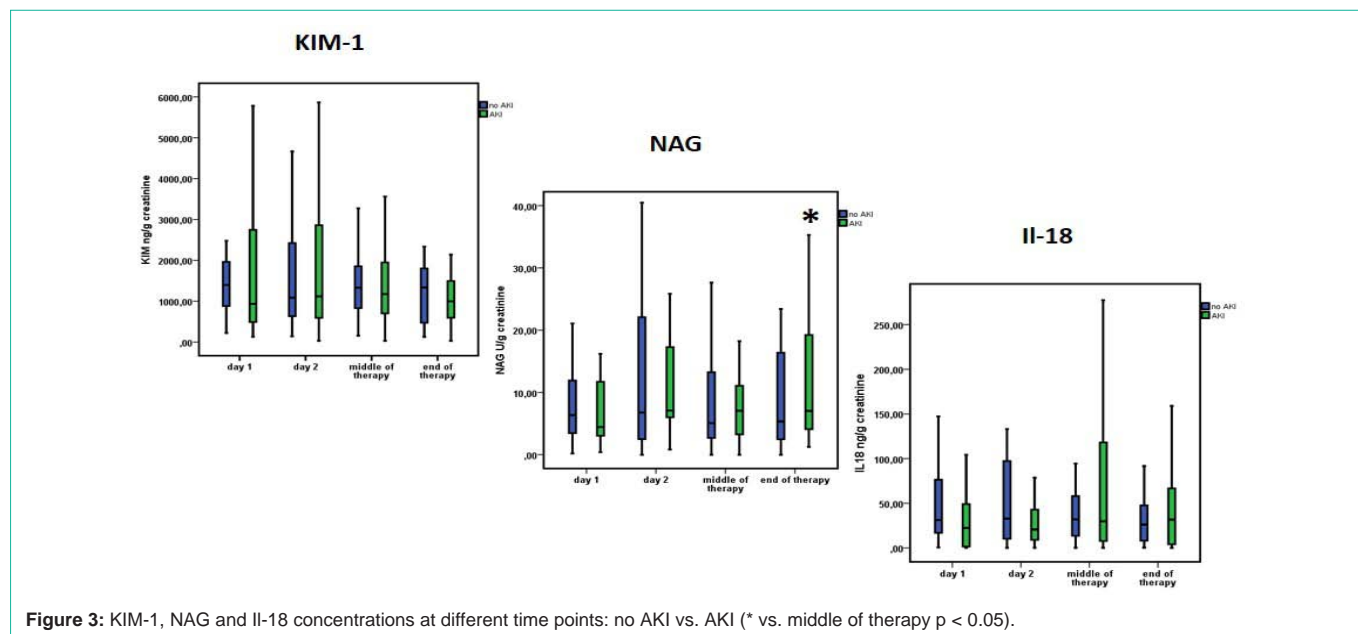 KIM-1
6000,00
5000,00
4000,00
3000,00
2000,00
1000,00
,00
KIM ng/g creatinine
no AKI
AKI
day 1
day 2
middle of
therapy
end of
therapy
NAG
40,00
30,00
20,00
10,00
,00
NAG U/g creatinine
*
no AKI
AKI
day 1
day 2
middle of
therapy
end of therapy
Il-18
250,00
200,00
150,00
100,00
50,00
,00
IL18 ng/g creatinine
no AKI
AKI
day 1
day 2
middle of
therapy
end of
therapy
Figure 3: KIM-1, NAG and Il-18 concentrations at different time points: no AKI vs. AKI (* vs. middle of therapy p < 0.05).